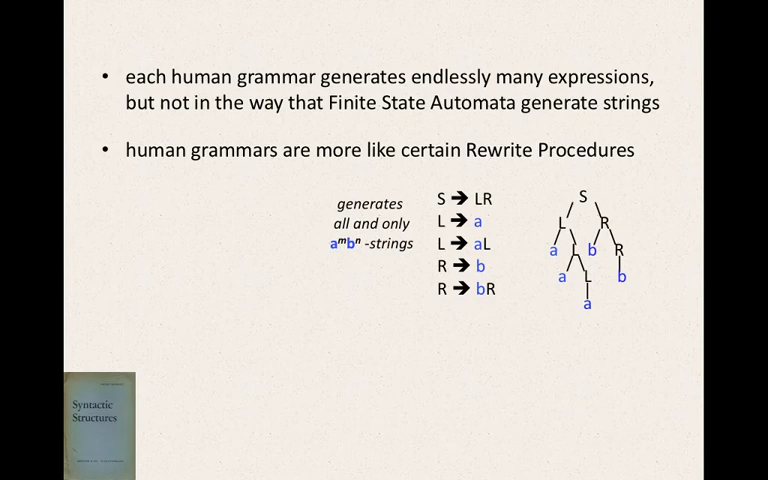 • each human grammar generates endlessly many expressions,
but not in the way that Finite State Automata generate strings
• human grammars are more like certain Rewrite Procedures
generates
all and only
aᵐbⁿ -strings
S ➔ LR
L ➔ a
L ➔ aL
R ➔ b
R ➔ bR
S
L R
a L b R
a L b
a
Syntactic
Structures